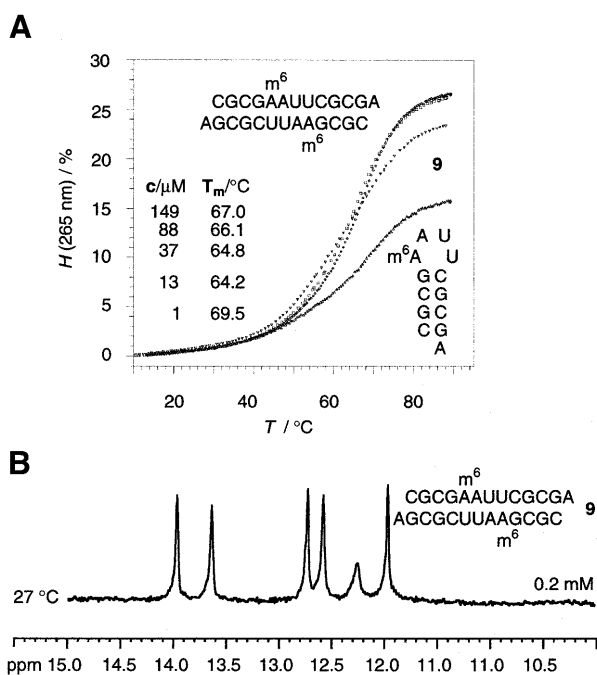 A
30
25
20
15
10
5
0
H (265 nm) / %
m6
CGCGAAUUCGCGA
AGCGCUUAAGCGC
m6
c/µM Tm/°C
149 67.0
88 66.1
37 64.8
13 64.2
1 69.5
9
A U
m6A U
G C
C G
G C
C G
A
20 40 60 80
T / °C
B
m6
CGCGAAUUCGCGA 9
AGCGCUUAAGCGC
m6
27 °C
0.2 mM
ppm 15.0 14.5 14.0 13.5 13.0 12.5 12.0 11.5 11.0 10.5